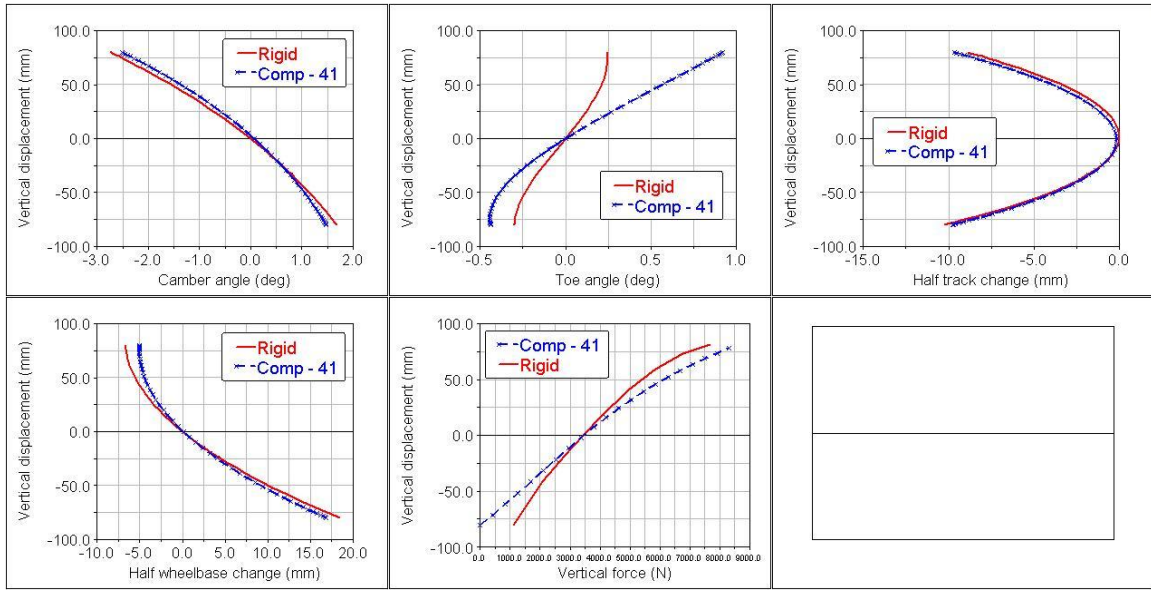 Vertical displacement (mm)
100.0
50.0
0.0
-50.0
-100.0
Rigid
Comp - 41
-3.0 -2.0 -1.0 0.0 1.0 2.0
Camber angle (deg)
Vertical displacement (mm)
100.0
50.0
0.0
-50.0
-100.0
Rigid
Comp - 41
-0.5 0.0 0.5 1.0
Toe angle (deg)
Vertical displacement (mm)
100.0
50.0
0.0
-50.0
-100.0
Rigid
Comp - 41
-15.0 -10.0 -5.0 0.0
Half track change (mm)
Vertical displacement (mm)
100.0
50.0
0.0
-50.0
-100.0
Rigid
Comp - 41
-10.0 -5.0 0.0 5.0 10.0 15.0 20.0
Half wheelbase change (mm)
Vertical displacement (mm)
100.0
50.0
0.0
-50.0
-100.0
Comp - 41
Rigid
0.0 1000.0 2000.0 3000.0 4000.0 5000.0 6000.0 7000.0 8000.0 9000.0
Vertical force (N)